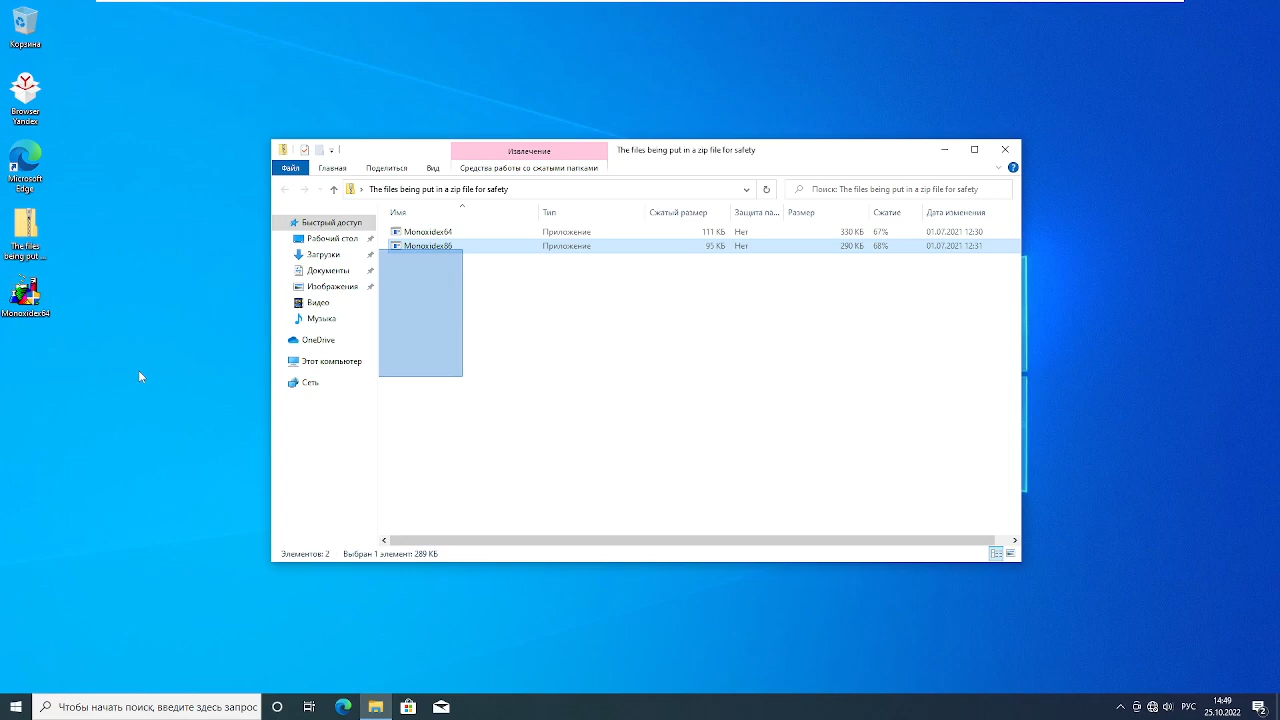 Корзина
Browser
Yandex
Microsoft
Edge
The files
being put ...
Monoxidex64
Извлечение
The files being put in a zip file for safety
Файл
Главная
Поделиться
Вид
Средства работы со сжатыми папками
The files being put in a zip file for safety
Поиск: The files being put in a zip file for safety
Имя
Тип
Сжатый размер
Защита па...
Размер
Сжатие
Дата изменения
Monoxidex64
Приложение
111 КБ
Нет
330 КБ
67%
01.07.2021 12:30
Monoxidex86
Приложение
95 КБ
Нет
290 КБ
68%
01.07.2021 12:31
Быстрый доступ
Рабочий стол
Загрузки
Документы
Изображения
Видео
Музыка
OneDrive
Этот компьютер
Сеть
Элементов: 2
Выбран 1 элемент: 289 КБ
Чтобы начать поиск, введите здесь запрос
РУС
14:49
25.10.2022
2